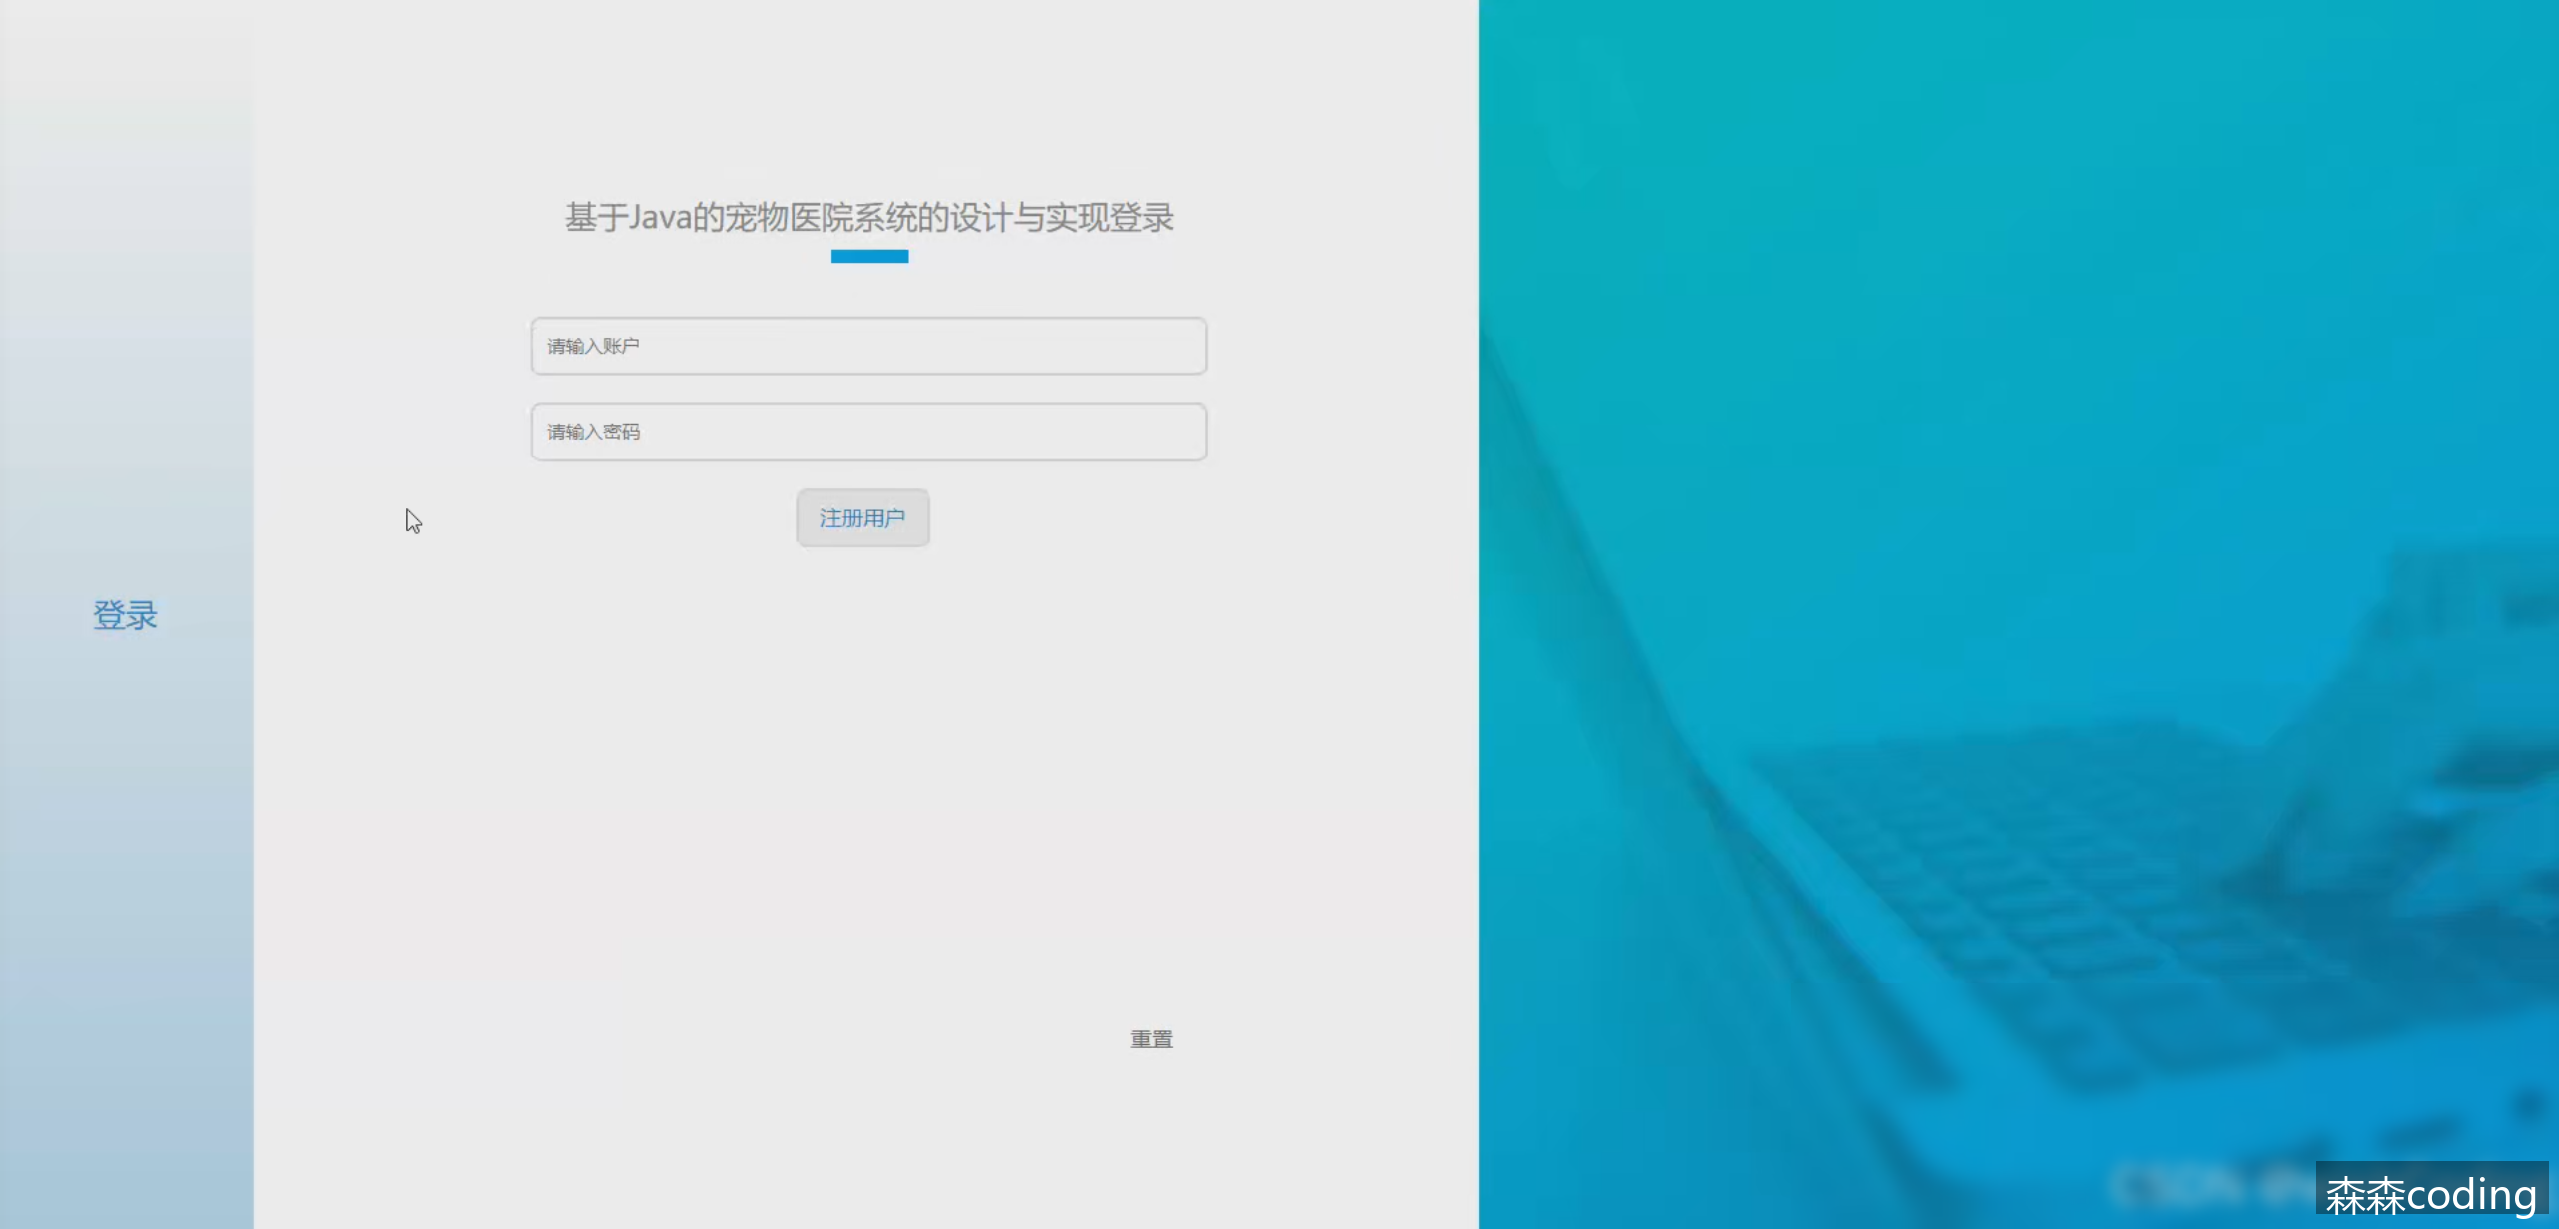 基于Java的宠物医院系统的设计与实现登录
请输入账户
请输入密码
注册用户
登录
重置
森森coding